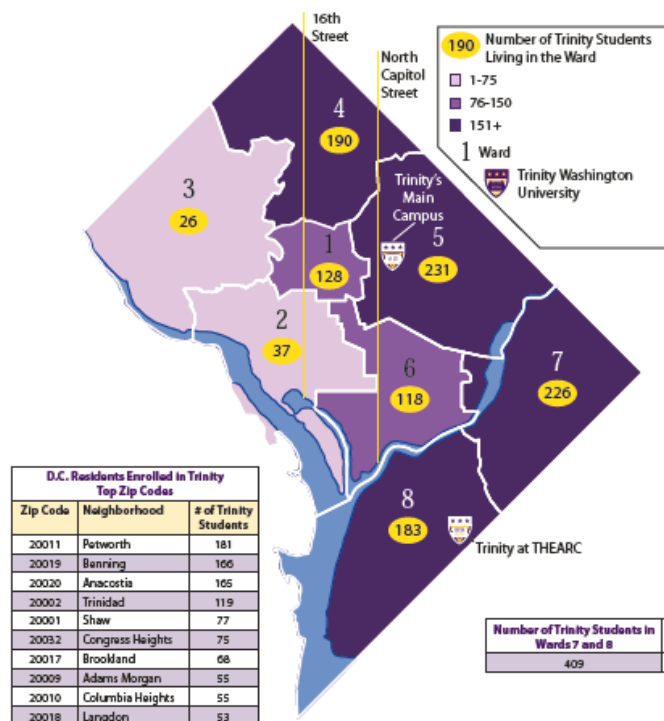 16th
Street
North
Capitol
Street
190 Number of Trinity Students
Living in the Ward
1-75
76-150
151+
1 Ward
Trinity Washington
University
4
190
3
26
Trinity's
Main
Campus
5
231
1
128
2
37
6
118
7
226
8
183
Trinity at THEARC
D.C. Residents Enrolled in Trinity
Top Zip Codes
Zip Code Neighborhood # of Trinity
Students
20011 Petworth 181
20019 Benning 166
20020 Anacostia 165
20002 Trinidad 119
20001 Shaw 77
20032 Congress Heights 75
20017 Brookland 68
20009 Adams Morgan 55
20010 Columbia Heights 55
20018 Langdon 53
Number of Trinity Students in
Wards 7 and 8
409